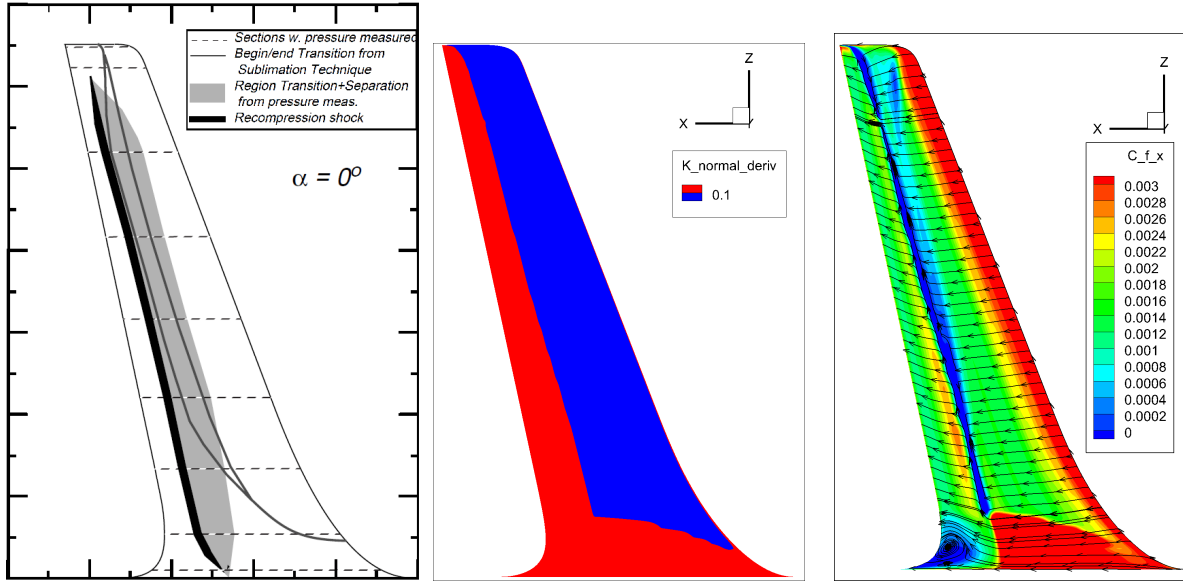 Sections w. pressure measured
Begin/end Transition from
Sublimation Technique
Region Transition+Separation
from pressure meas.
Recompression shock
α = 0º
Z
X
K_normal_deriv
0.1
Z
X
C_f_x
0.003
0.0028
0.0026
0.0024
0.0022
0.002
0.0018
0.0016
0.0014
0.0012
0.001
0.0008
0.0006
0.0004
0.0002
0